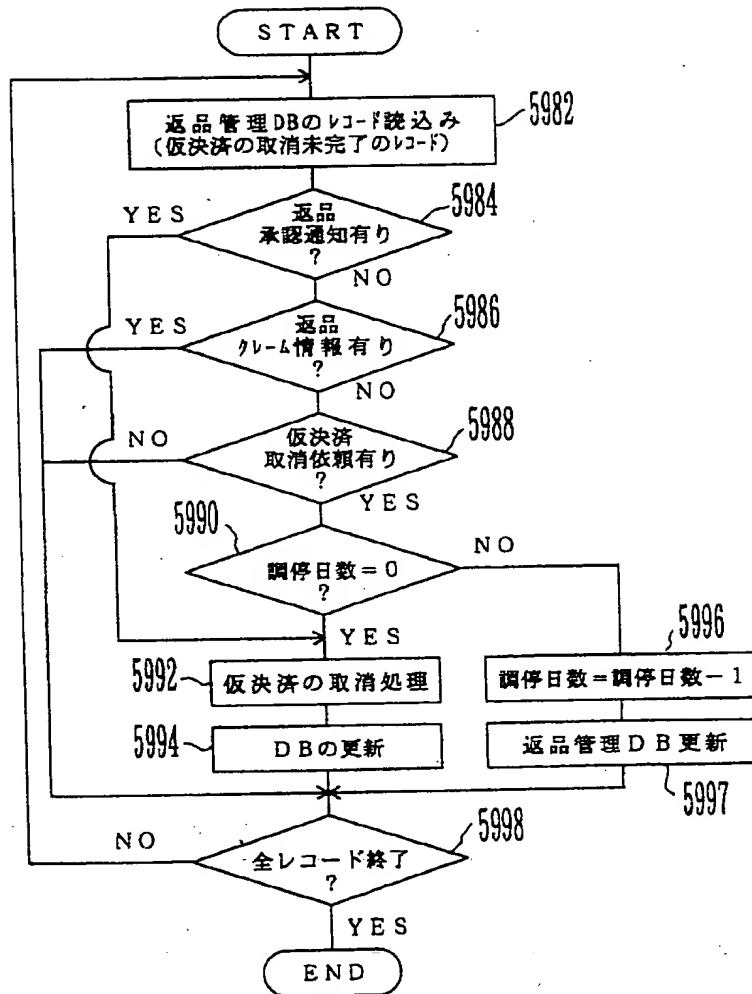 START
返品管理DBのレコード読込み
(仮決済の取消未完了のレコード)
5982
YES
返品
承認通知有り
?
5984
NO
YES
返品
クレーム情報有り
?
5986
NO
NO
仮決済
取消依頼有り
?
5988
YES
5990
調停日数=0
?
NO
YES
5992
仮決済の取消処理
5996
調停日数=調停日数-1
5994
DBの更新
返品管理DB更新
5997
NO
全レコード終了
?
5998
YES
END